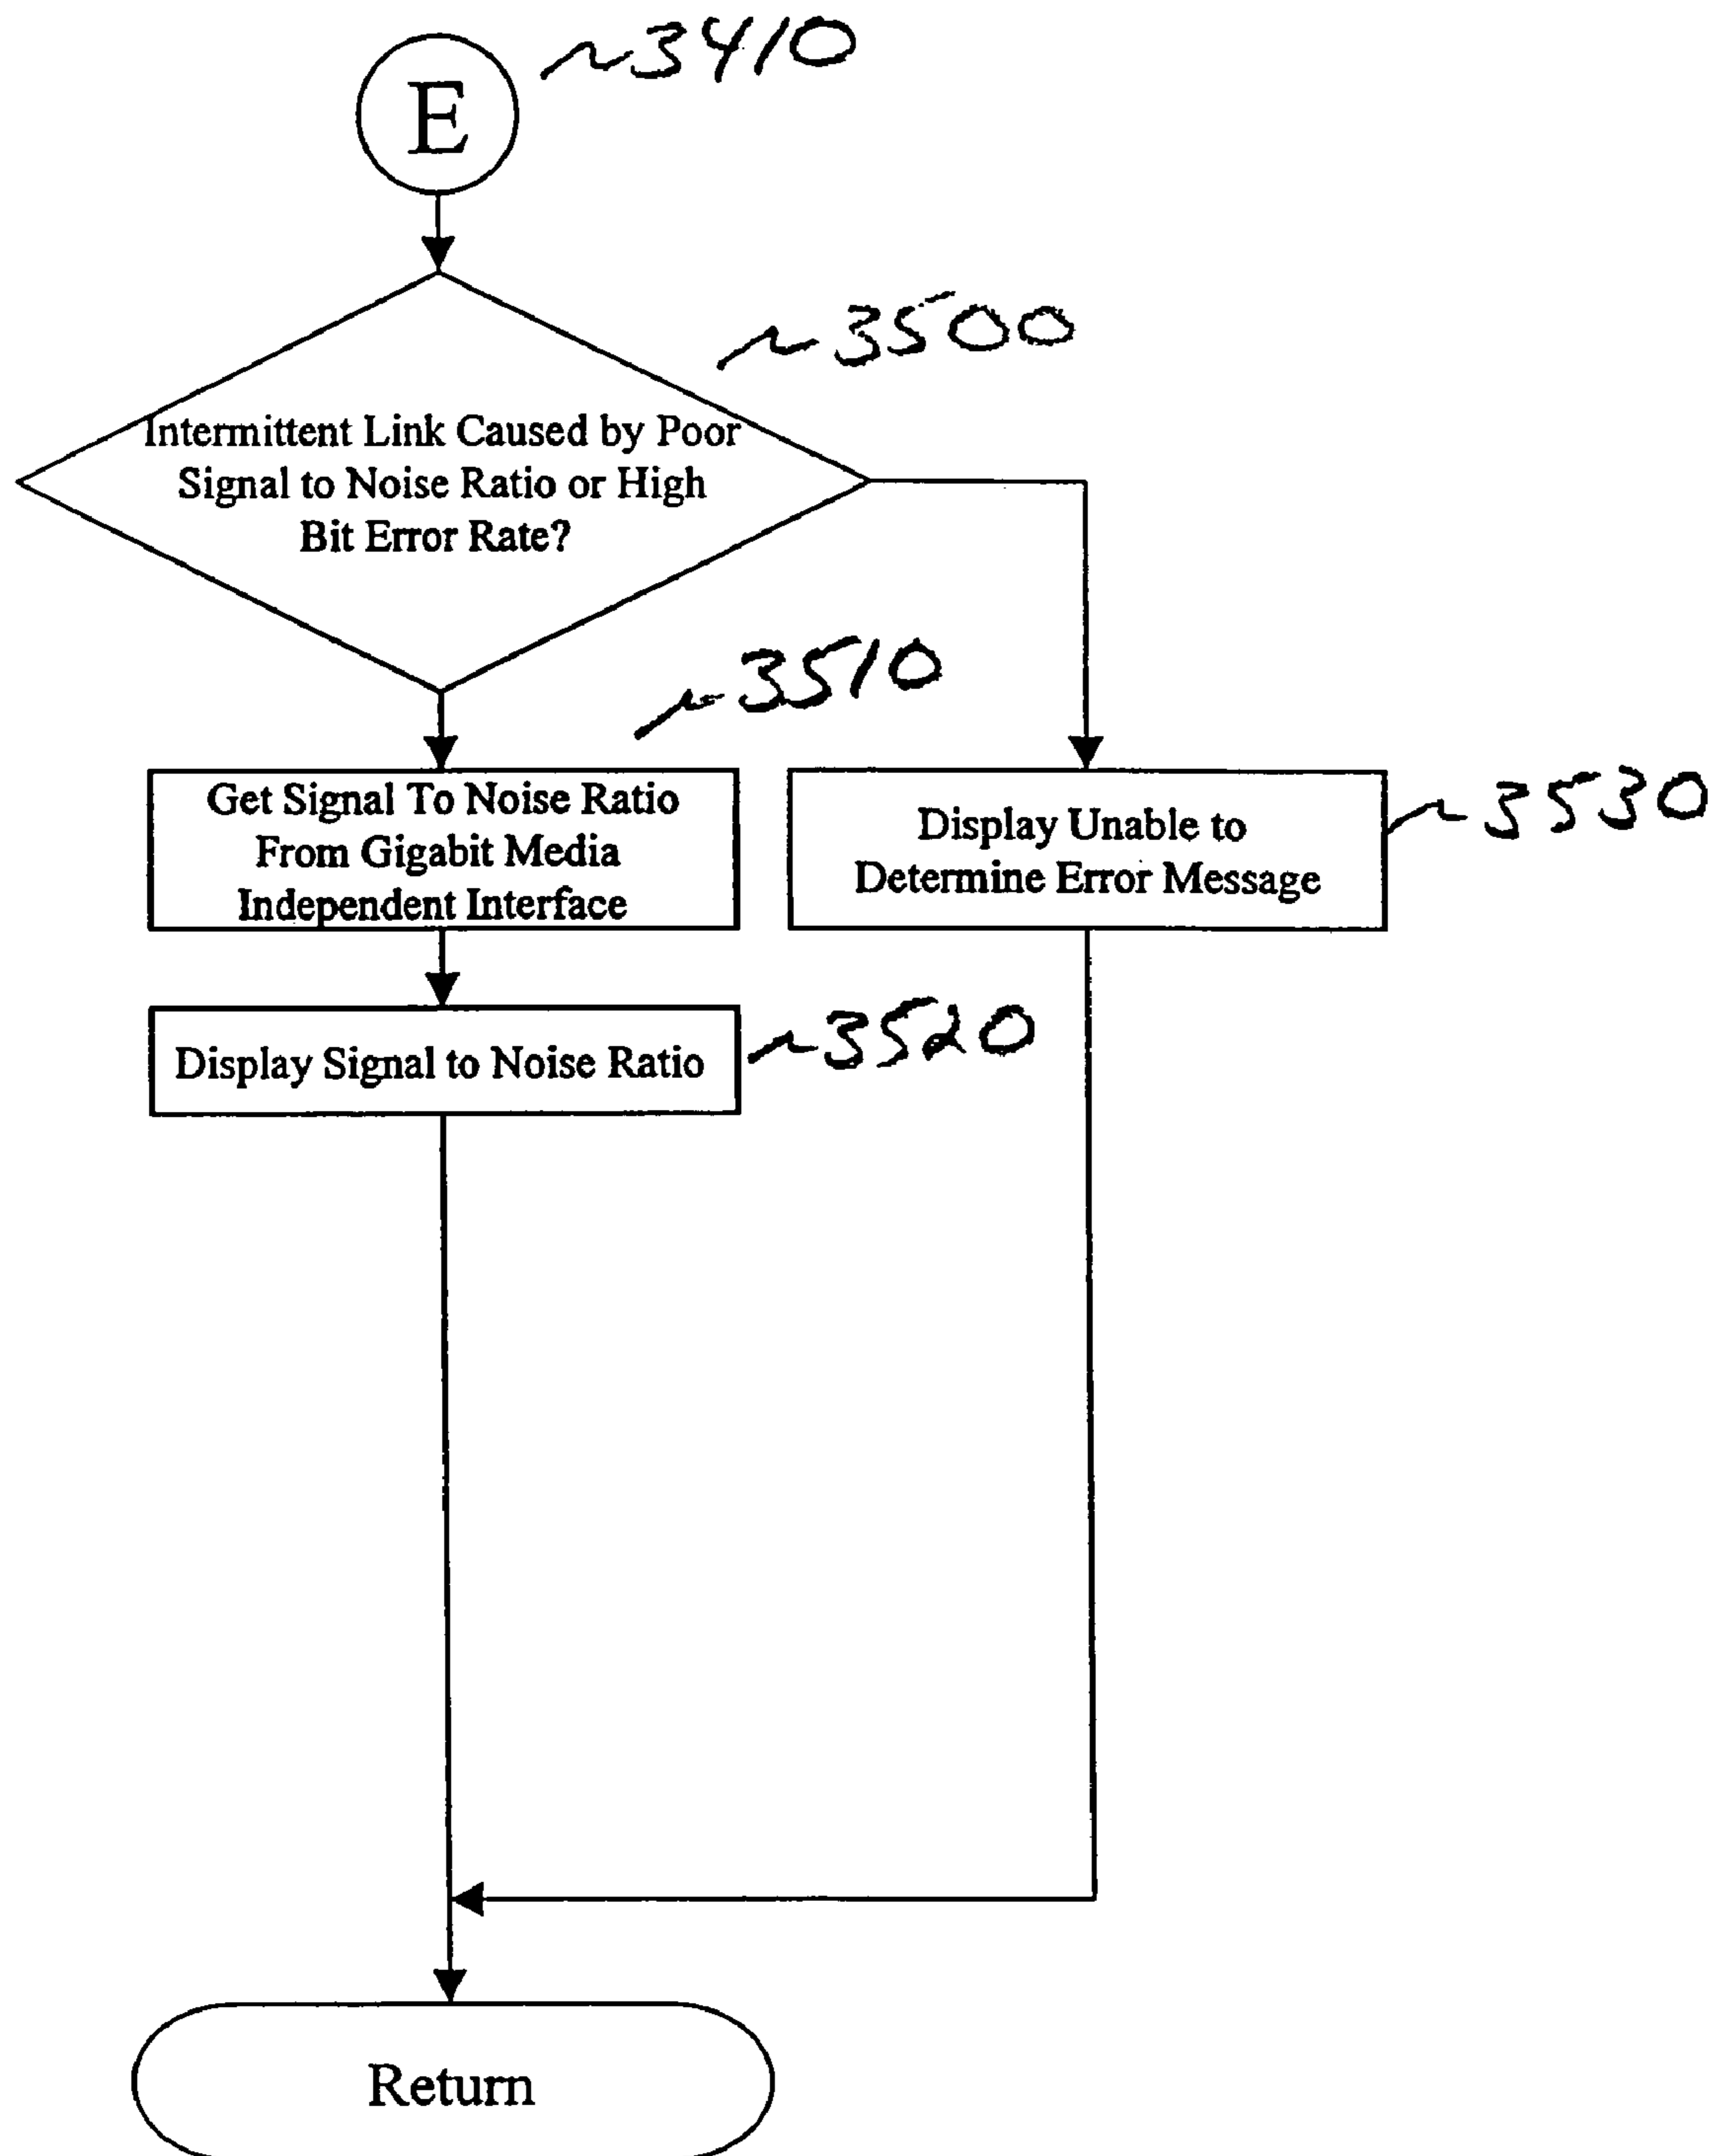 E
~3410
~3500
Intermittent Link Caused by Poor
Signal to Noise Ratio or High
Bit Error Rate?
~3510
Get Signal To Noise Ratio
From Gigabit Media
Independent Interface
Display Unable to
Determine Error Message
~3530
Display Signal to Noise Ratio
~3520
Return